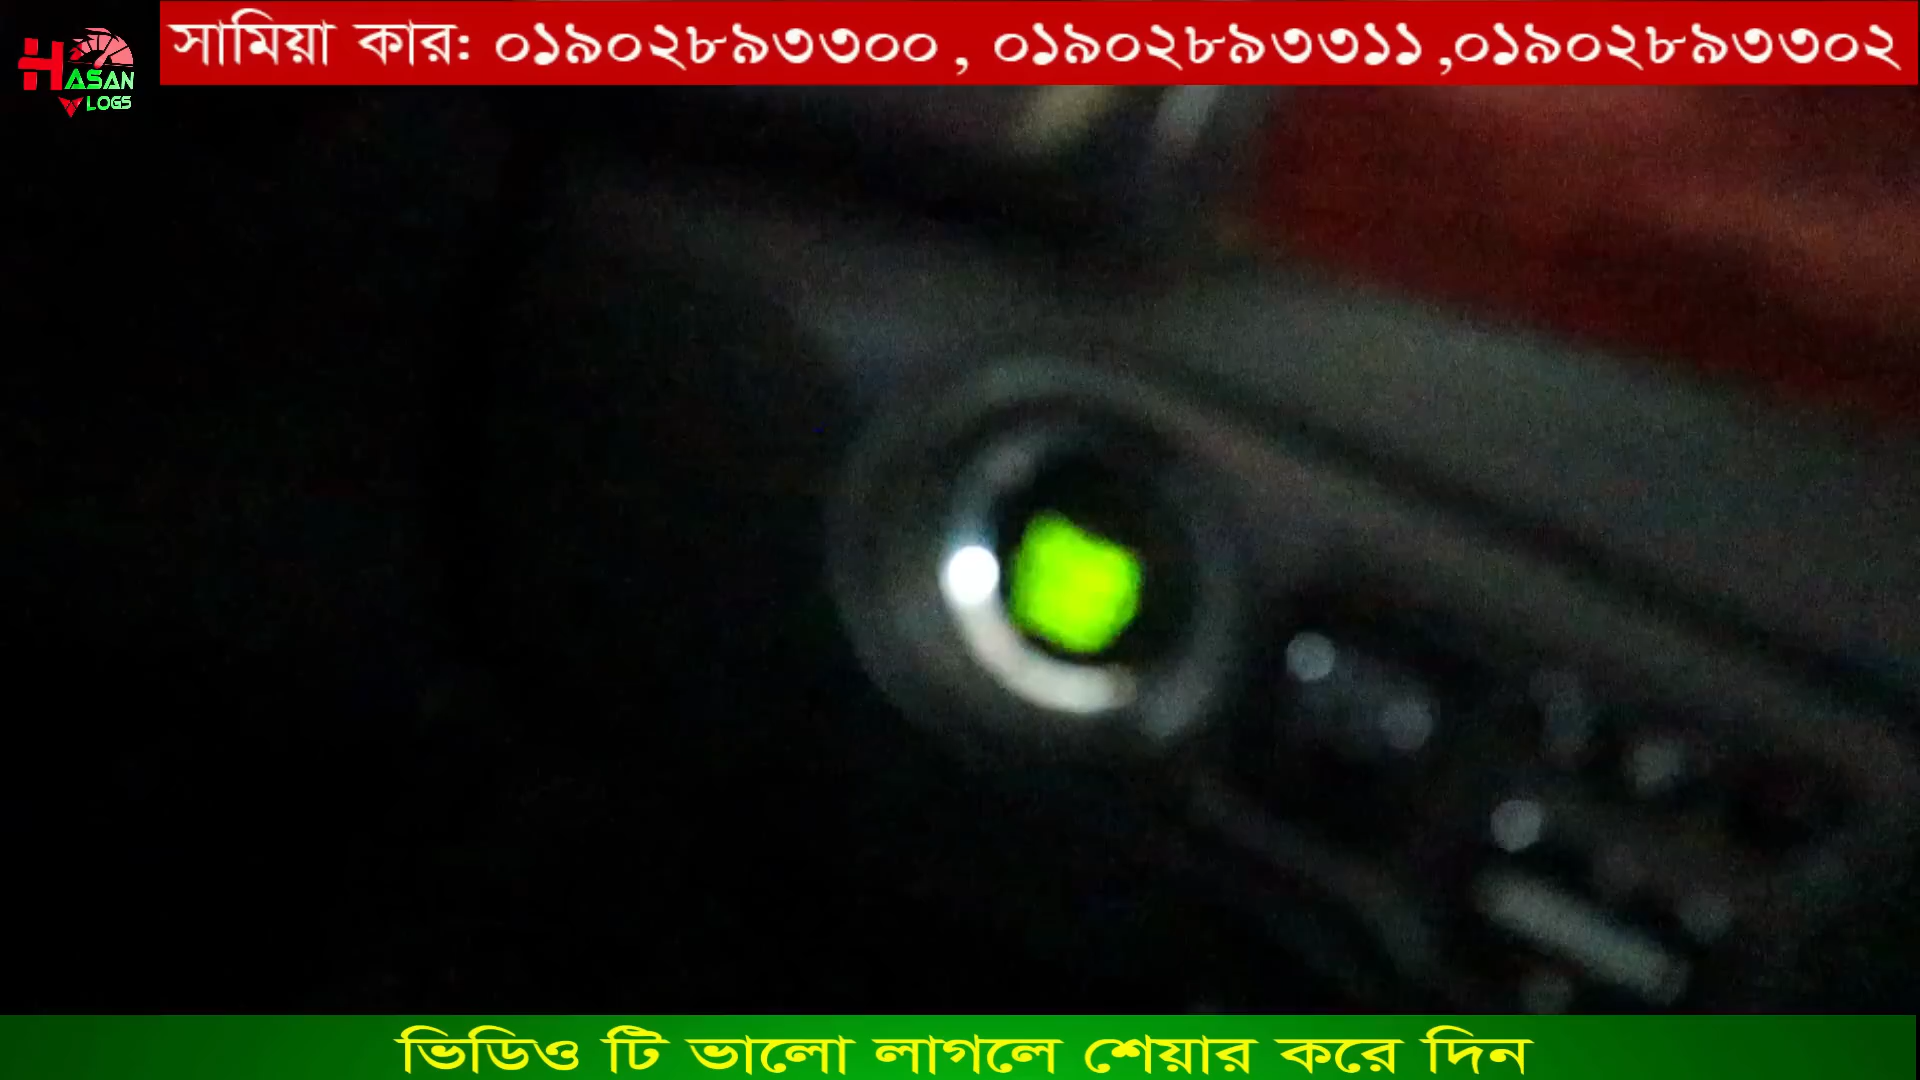 সামিয়া কার: ০১৯০২৮৯৩৩০০ , ০১৯০২৮৯৩৩১১ ,০১৯০২৮৯৩৩০২
HASAN
VLOGS
ভিডিও টি ভালো লাগলে শেয়ার করে দিন